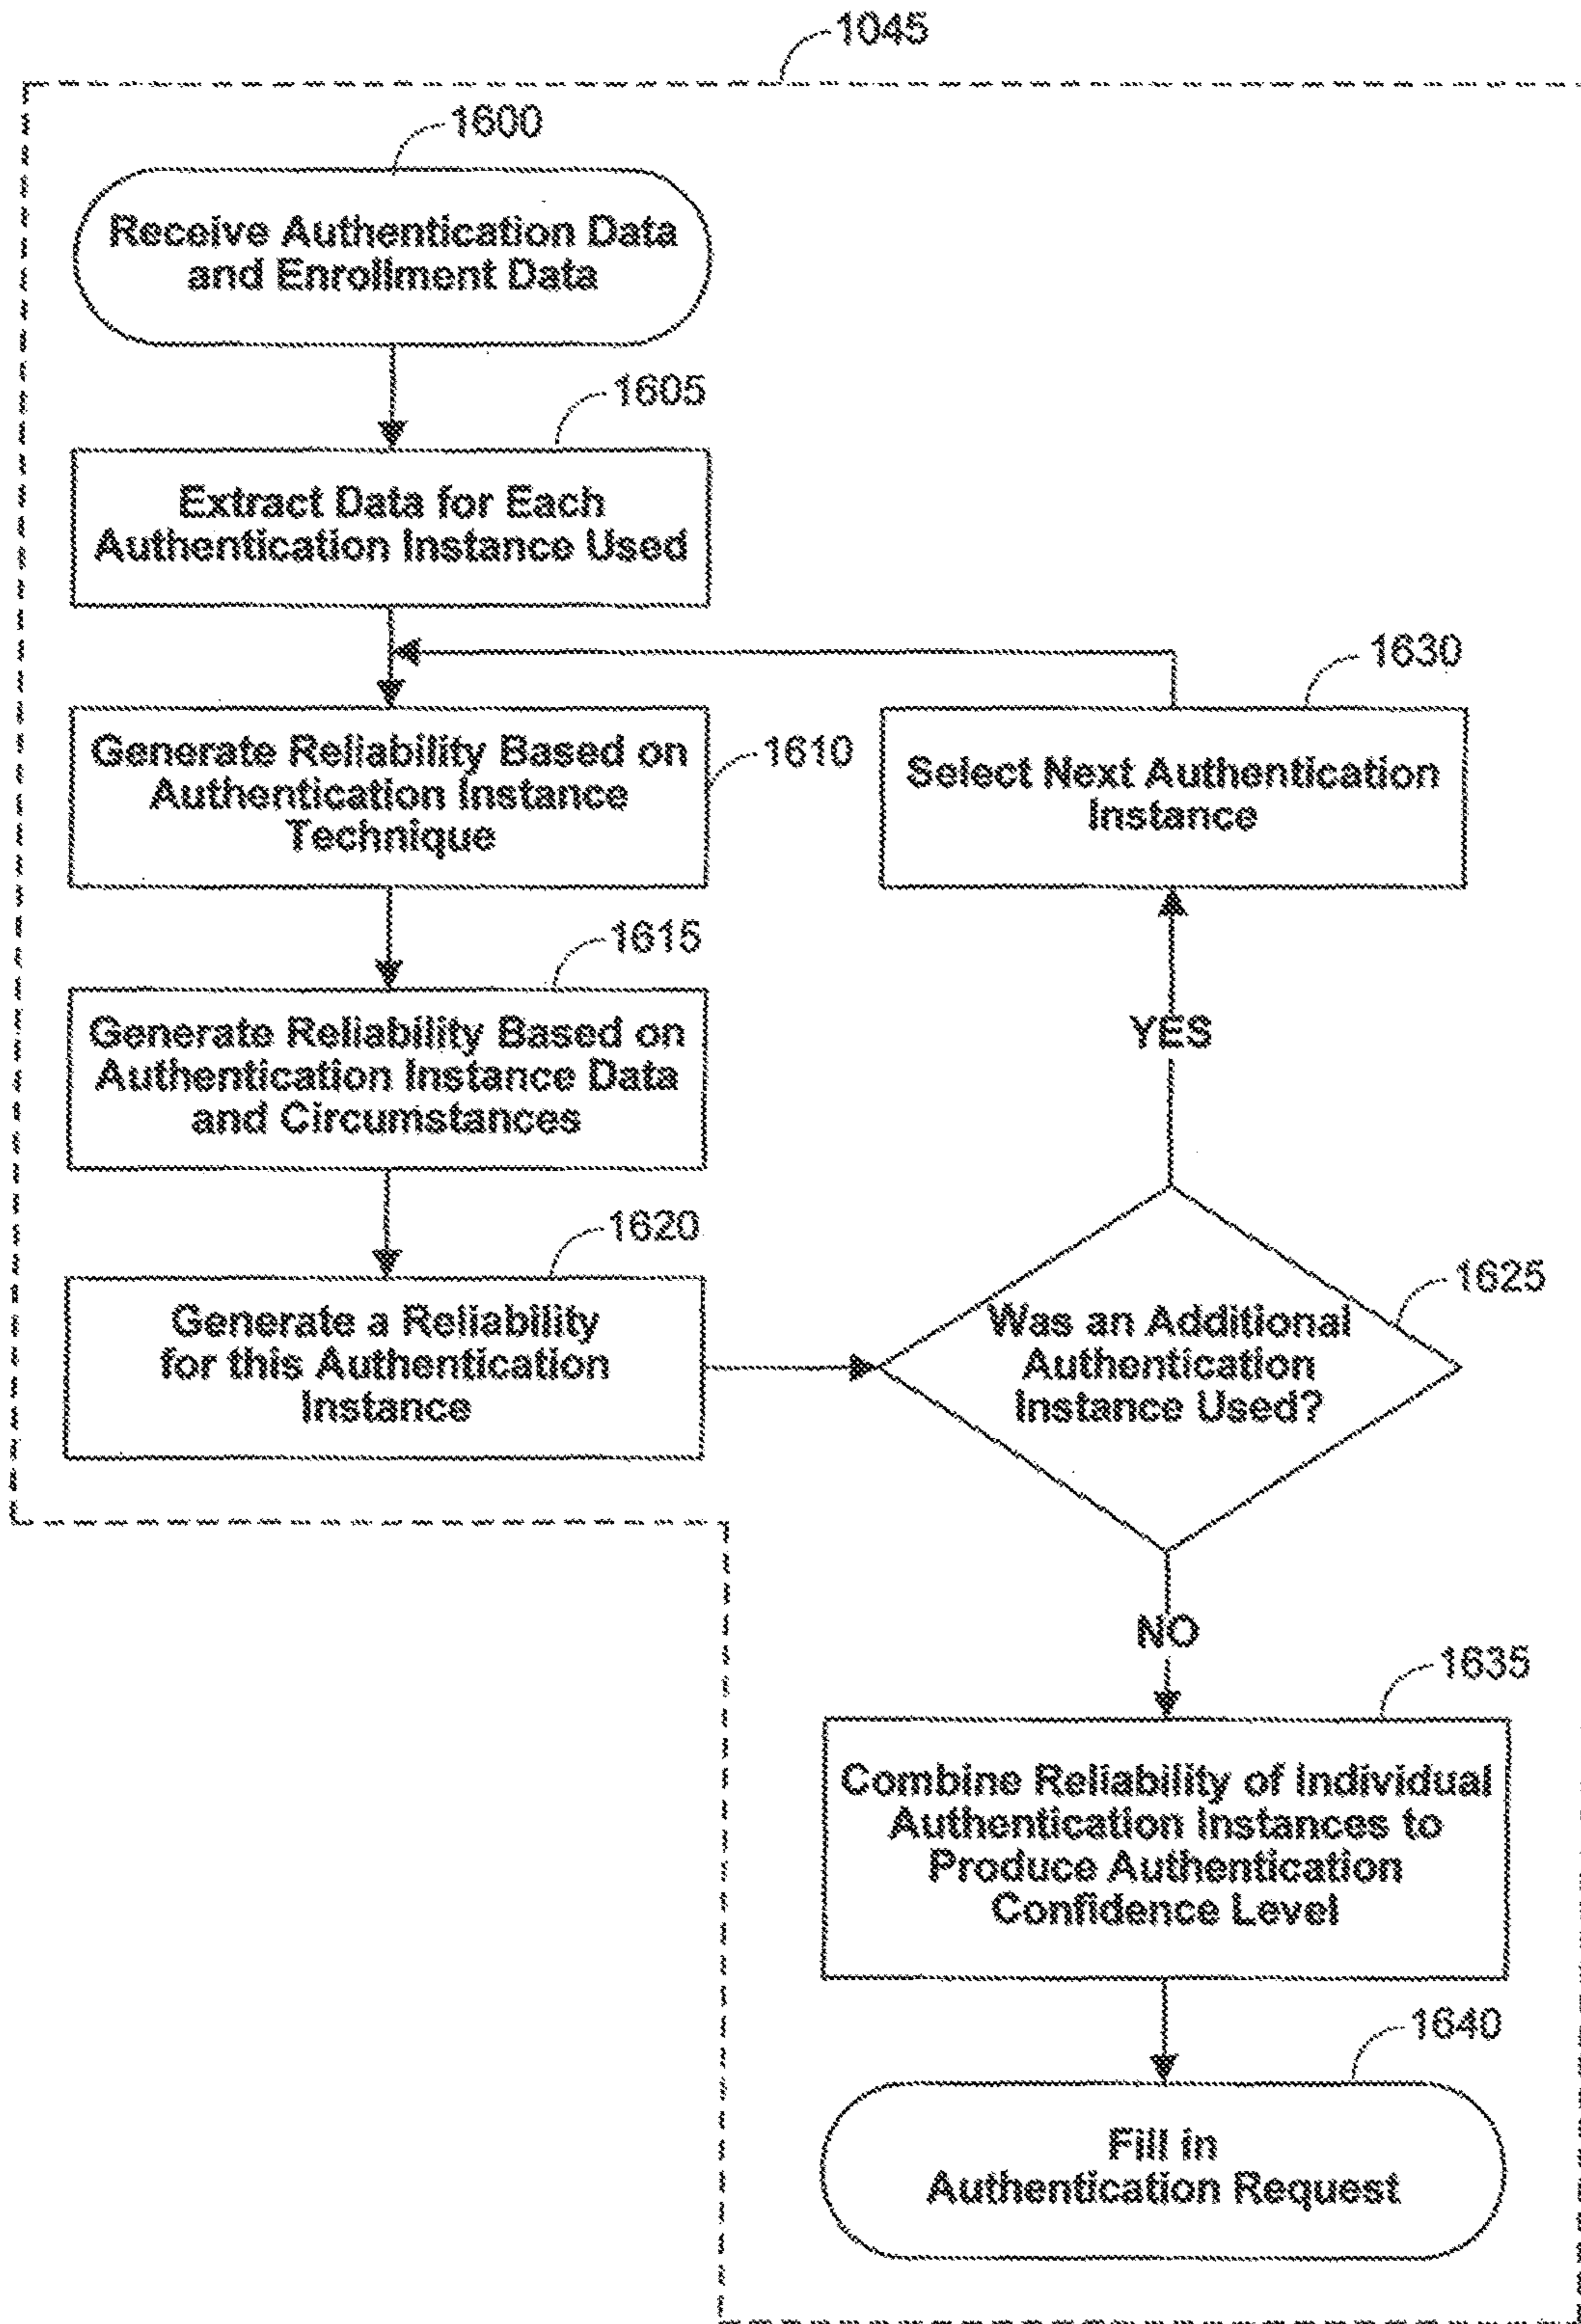 1045
1600
Receive Authentication Data
and Enrollment Data
1605
Extract Data for Each
Authentication Instance Used
1630
Generate Reliability Based on
Authentication Instance
Technique
1610
Select Next Authentication
Instance
1615
Generate Reliability Based on
Authentication Instance Data
and Circumstances
YES
1620
Generate a Reliability
for this Authentication
Instance
1625
Was an Additional
Authentication
Instance Used?
NO
1635
Combine Reliability of Individual
Authentication Instances to
Produce Authentication
Confidence Level
1640
Fill in
Authentication Request